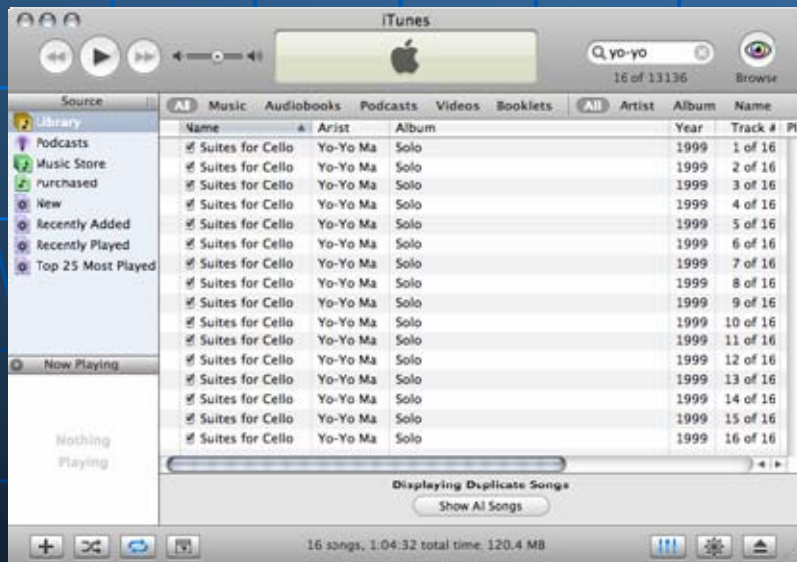 iTunes
yo-yo
16 of 13136
Browse
Source
Library
Podcasts
Music Store
Purchased
New
Recently Added
Recently Played
Top 25 Most Played
Now Playing
Nothing
Playing
All Music Audiobooks Podcasts Videos Booklets All Artist Album Name
Name Artist Album Year Track # Pl
Suites for Cello Yo-Yo Ma Solo 1999 1 of 16
Suites for Cello Yo-Yo Ma Solo 1999 2 of 16
Suites for Cello Yo-Yo Ma Solo 1999 3 of 16
Suites for Cello Yo-Yo Ma Solo 1999 4 of 16
Suites for Cello Yo-Yo Ma Solo 1999 5 of 16
Suites for Cello Yo-Yo Ma Solo 1999 6 of 16
Suites for Cello Yo-Yo Ma Solo 1999 7 of 16
Suites for Cello Yo-Yo Ma Solo 1999 8 of 16
Suites for Cello Yo-Yo Ma Solo 1999 9 of 16
Suites for Cello Yo-Yo Ma Solo 1999 10 of 16
Suites for Cello Yo-Yo Ma Solo 1999 11 of 16
Suites for Cello Yo-Yo Ma Solo 1999 12 of 16
Suites for Cello Yo-Yo Ma Solo 1999 13 of 16
Suites for Cello Yo-Yo Ma Solo 1999 14 of 16
Suites for Cello Yo-Yo Ma Solo 1999 15 of 16
Suites for Cello Yo-Yo Ma Solo 1999 16 of 16
Displaying Duplicate Songs
Show All Songs
16 songs, 1:04:32 total time, 120.4 MB